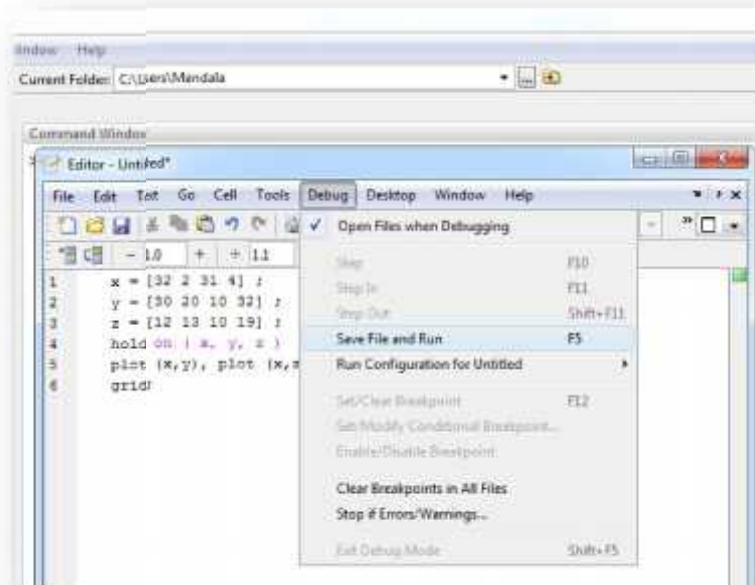 Window Help
Current Folder: C:\Users\Mandala
Command Window
Editor - Untitled*
File Edit Text Go Cell Tools Debug Desktop Window Help
- 1.0 + ÷ 1.1
Open Files when Debugging
Step F10
Step In F11
Step Out Shift+F11
Save File and Run F5
Run Configuration for Untitled
Set/Clear Breakpoint F12
Set/Modify Conditional Breakpoint...
Enable/Disable Breakpoint
Clear Breakpoints in All Files
Stop if Errors/Warnings...
Exit Debug Mode Shift+F5
1 x = [32 2 31 4] ;
2 y = [30 20 10 32] ;
3 z = [12 13 10 19] ;
4 hold on ( x, y, z )
5 plot (x,y), plot (x,z
6 grid